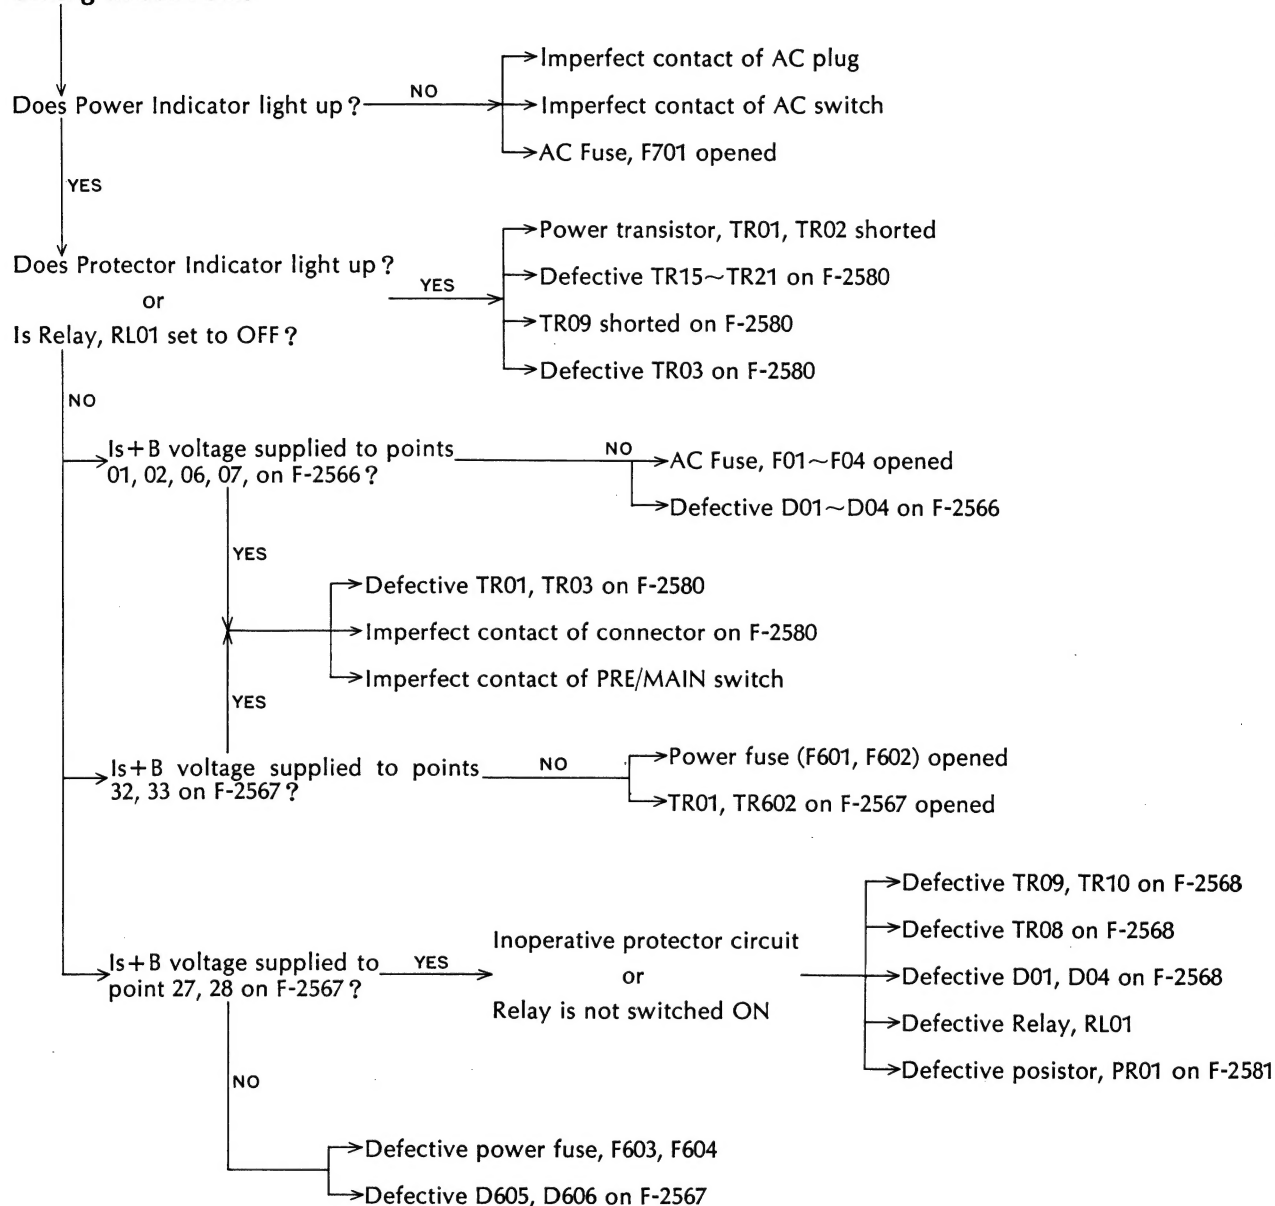 Does Power Indicator light up?
NO
Imperfect contact of AC plug
Imperfect contact of AC switch
AC Fuse, F701 opened
YES
Does Protector Indicator light up?
or
Is Relay, RL01 set to OFF?
YES
Power transistor, TR01, TR02 shorted
Defective TR15~TR21 on F-2580
TR09 shorted on F-2580
Defective TR03 on F-2580
NO
Is+B voltage supplied to points
01, 02, 06, 07, on F-2566?
NO
AC Fuse, F01~F04 opened
Defective D01~D04 on F-2566
YES
Defective TR01, TR03 on F-2580
Imperfect contact of connector on F-2580
Imperfect contact of PRE/MAIN switch
YES
Is+B voltage supplied to points
32, 33 on F-2567?
NO
Power fuse (F601, F602) opened
TR01, TR602 on F-2567 opened
Is+B voltage supplied to
point 27, 28 on F-2567?
YES
Inoperative protector circuit
or
Relay is not switched ON
Defective TR09, TR10 on F-2568
Defective TR08 on F-2568
Defective D01, D04 on F-2568
Defective Relay, RL01
Defective posistor, PR01 on F-2581
NO
Defective power fuse, F603, F604
Defective D605, D606 on F-2567